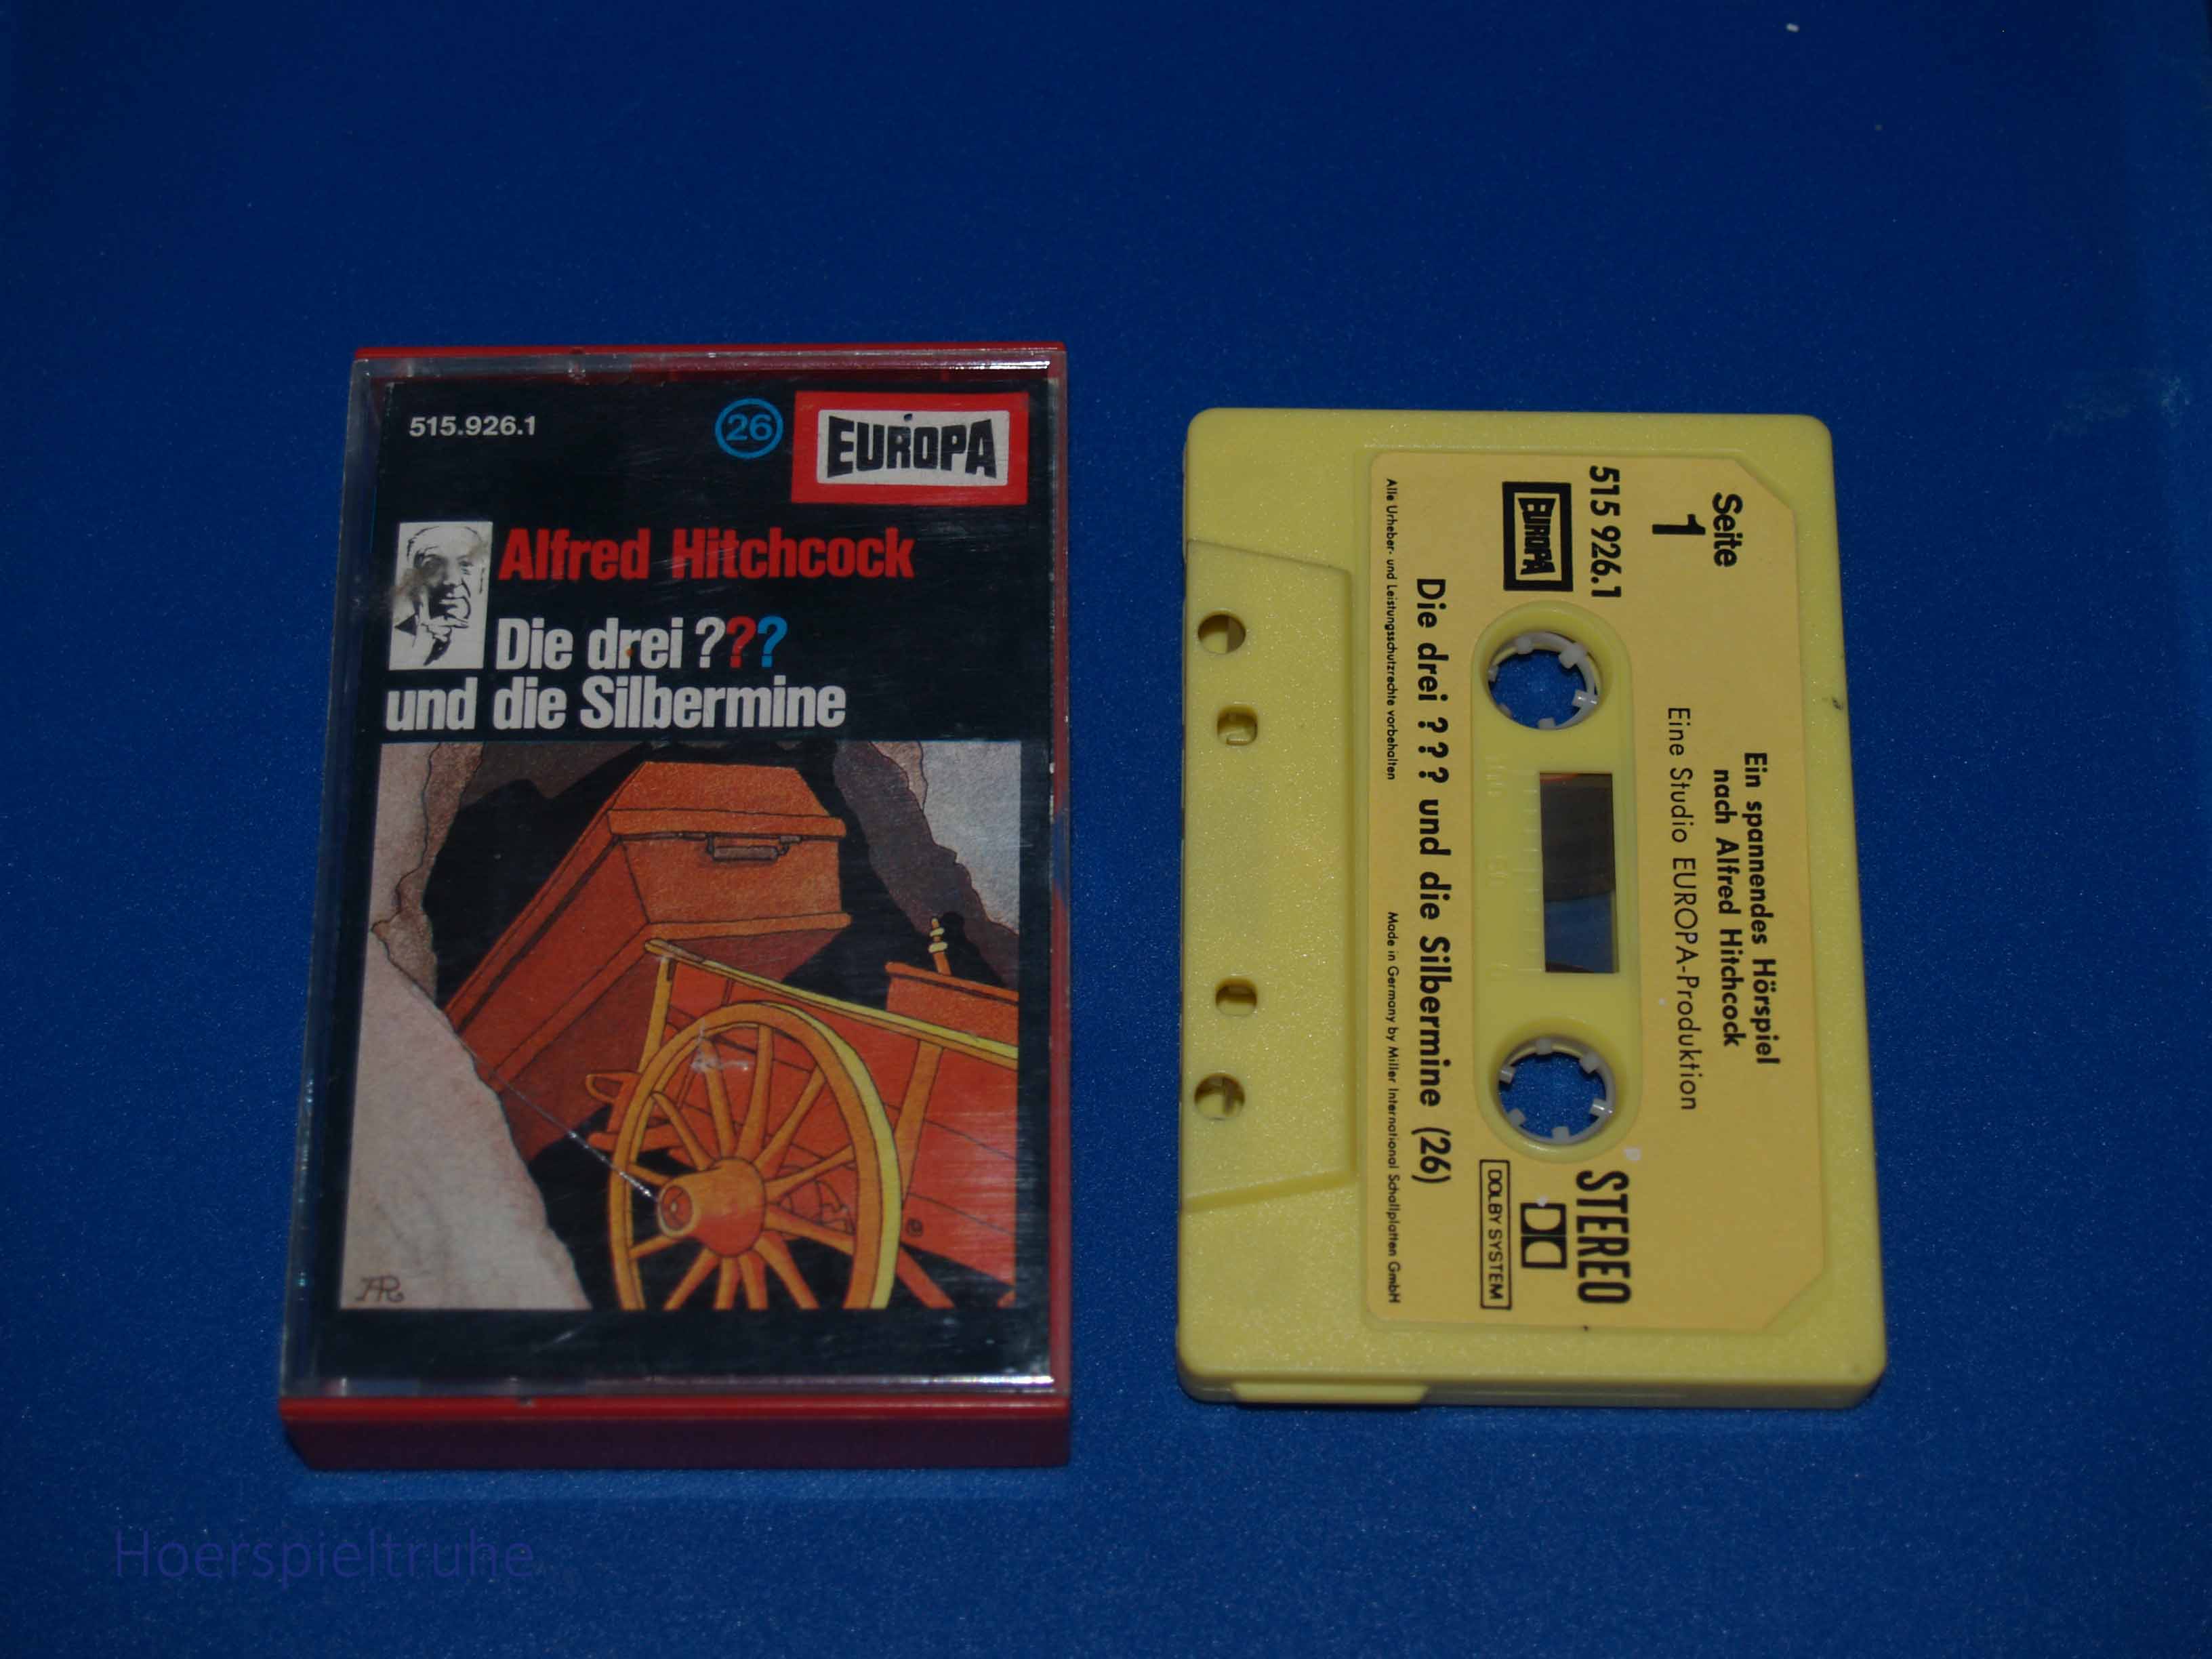 515.926.1
26
EUROPA
Alfred Hitchcock
Die drei ???
und die Silbermine
AR
Seite
1
Ein spannendes Hörspiel
nach Alfred Hitchcock
Eine Studio EUROPA-Produktion
515 926.1
EUROPA
STEREO
DOLBY SYSTEM
Die drei ??? und die Silbermine (26)
Alle Urheber- und Leistungsschutzrechte vorbehalten
Made in Germany by Miller International Schallplatten GmbH
Hoerspieltruhe